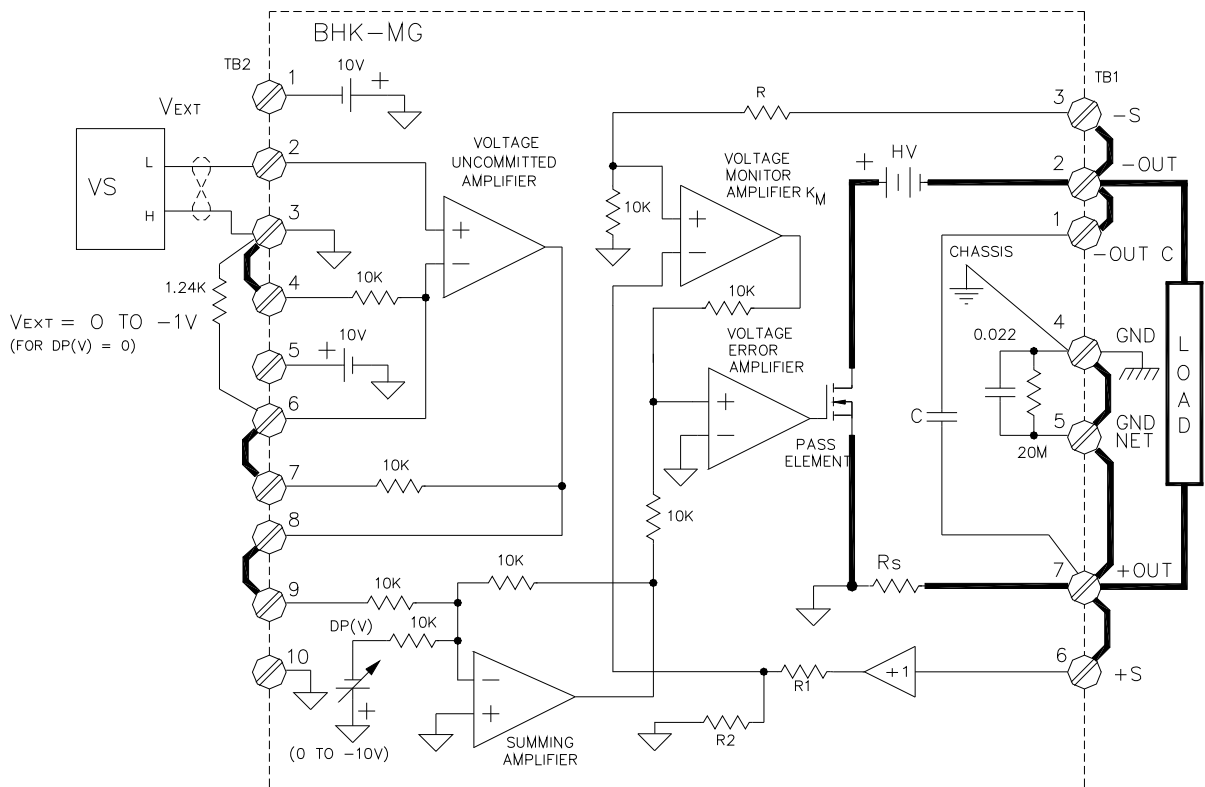 BHK-MG
TB2
1
10V
+
VEXT
VS
L
H
2
3
4
1.24K
10K
VEXT = 0 TO -1V
(FOR DP(V) = 0)
5
+
10V
6
7
10K
8
9
10K
10K
DP(V)
10K
10
+
(0 TO -10V)
VOLTAGE
UNCOMMITTED
AMPLIFIER
+
−
−
+
SUMMING
AMPLIFIER
R
10K
VOLTAGE
MONITOR
AMPLIFIER KM
+
−
10K
VOLTAGE
ERROR
AMPLIFIER
+
−
10K
PASS
ELEMENT
+
HV
TB1
3
-S
2
-OUT
1
-OUT C
CHASSIS
4
GND
0.022
20M
5
GND
NET
C
LOAD
Rs
7
+OUT
6
+S
+1
R1
R2